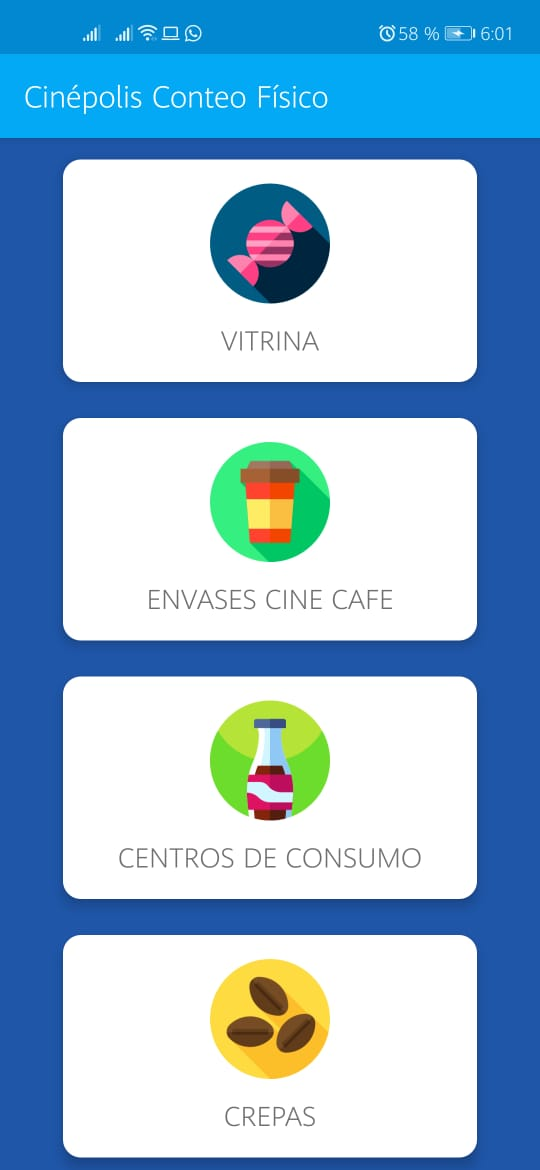 58 % 6:01
Cinépolis Conteo Físico
VITRINA
ENVASES CINE CAFE
CENTROS DE CONSUMO
CREPAS